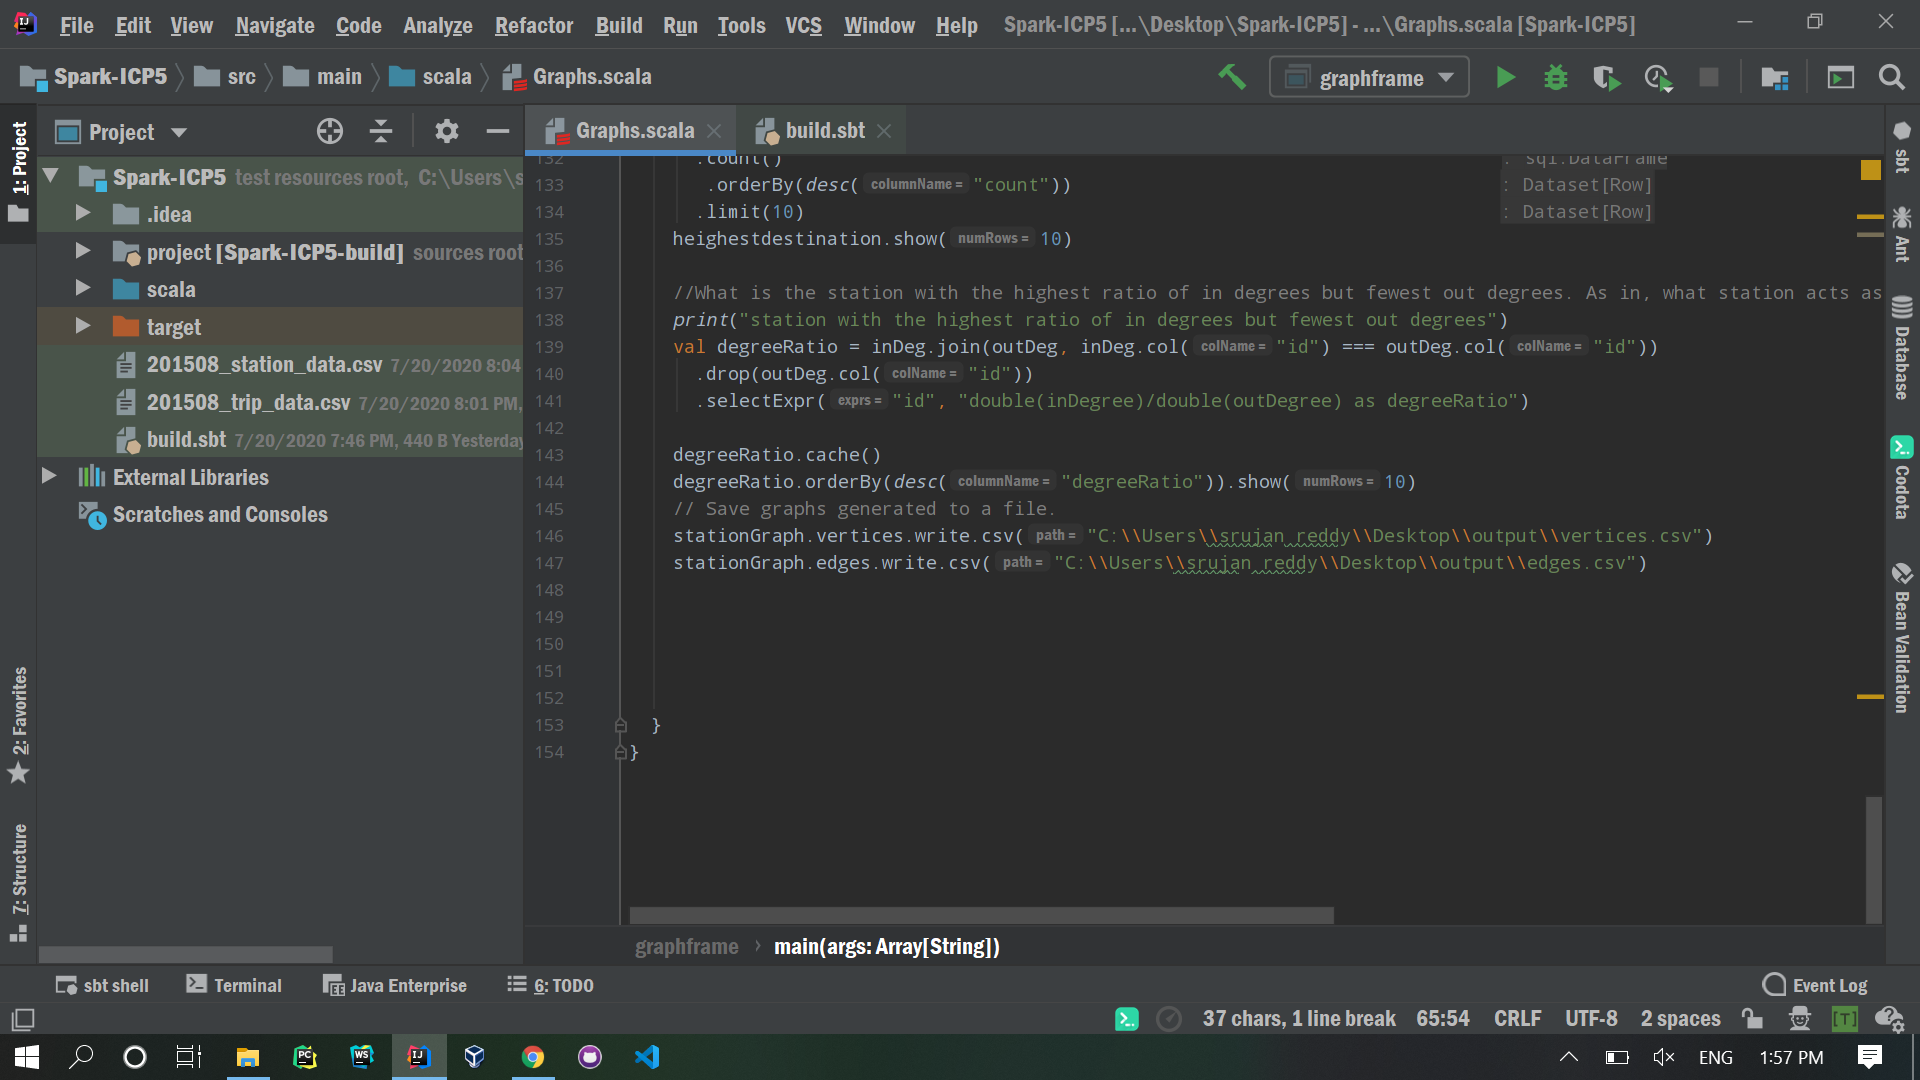 File Edit View Navigate Code Analyze Refactor Build Run Tools VCS Window Help Spark-ICP5 [...\Desktop\Spark-ICP5] - ...\Graphs.scala [Spark-ICP5]
Spark-ICP5 src main scala Graphs.scala graphframe
1: Project
Project
Graphs.scala build.sbt
Spark-ICP5 test resources root, C:\Users\s
.idea
project [Spark-ICP5-build] sources root
scala
target
201508_station_data.csv 7/20/2020 8:04
201508_trip_data.csv 7/20/2020 8:01 PM,
build.sbt 7/20/2020 7:46 PM, 440 B Yesterday
External Libraries
Scratches and Consoles
2: Favorites
7: Structure
132 .count() : sql.DataFrame
133 .orderBy(desc( columnName = "count")) : Dataset[Row]
134 .limit(10) : Dataset[Row]
135 heighestdestination.show( numRows = 10)
136
137 //What is the station with the highest ratio of in degrees but fewest out degrees. As in, what station acts as
138 print("station with the highest ratio of in degrees but fewest out degrees")
139 val degreeRatio = inDeg.join(outDeg, inDeg.col( colName = "id") === outDeg.col( colName = "id"))
140 .drop(outDeg.col( colName = "id"))
141 .selectExpr( exprs = "id", "double(inDegree)/double(outDegree) as degreeRatio")
142
143 degreeRatio.cache()
144 degreeRatio.orderBy(desc( columnName = "degreeRatio")).show( numRows = 10)
145 // Save graphs generated to a file.
146 stationGraph.vertices.write.csv( path = "C:\\Users\\srujan reddy\\Desktop\\output\\vertices.csv")
147 stationGraph.edges.write.csv( path = "C:\\Users\\srujan reddy\\Desktop\\output\\edges.csv")
148
149
150
151
152
153 }
154 }
sbt
Ant
Database
Codota
Bean Validation
graphframe › main(args: Array[String])
sbt shell Terminal Java Enterprise 6: TODO Event Log
37 chars, 1 line break 65:54 CRLF UTF-8 2 spaces [T]
ENG 1:57 PM